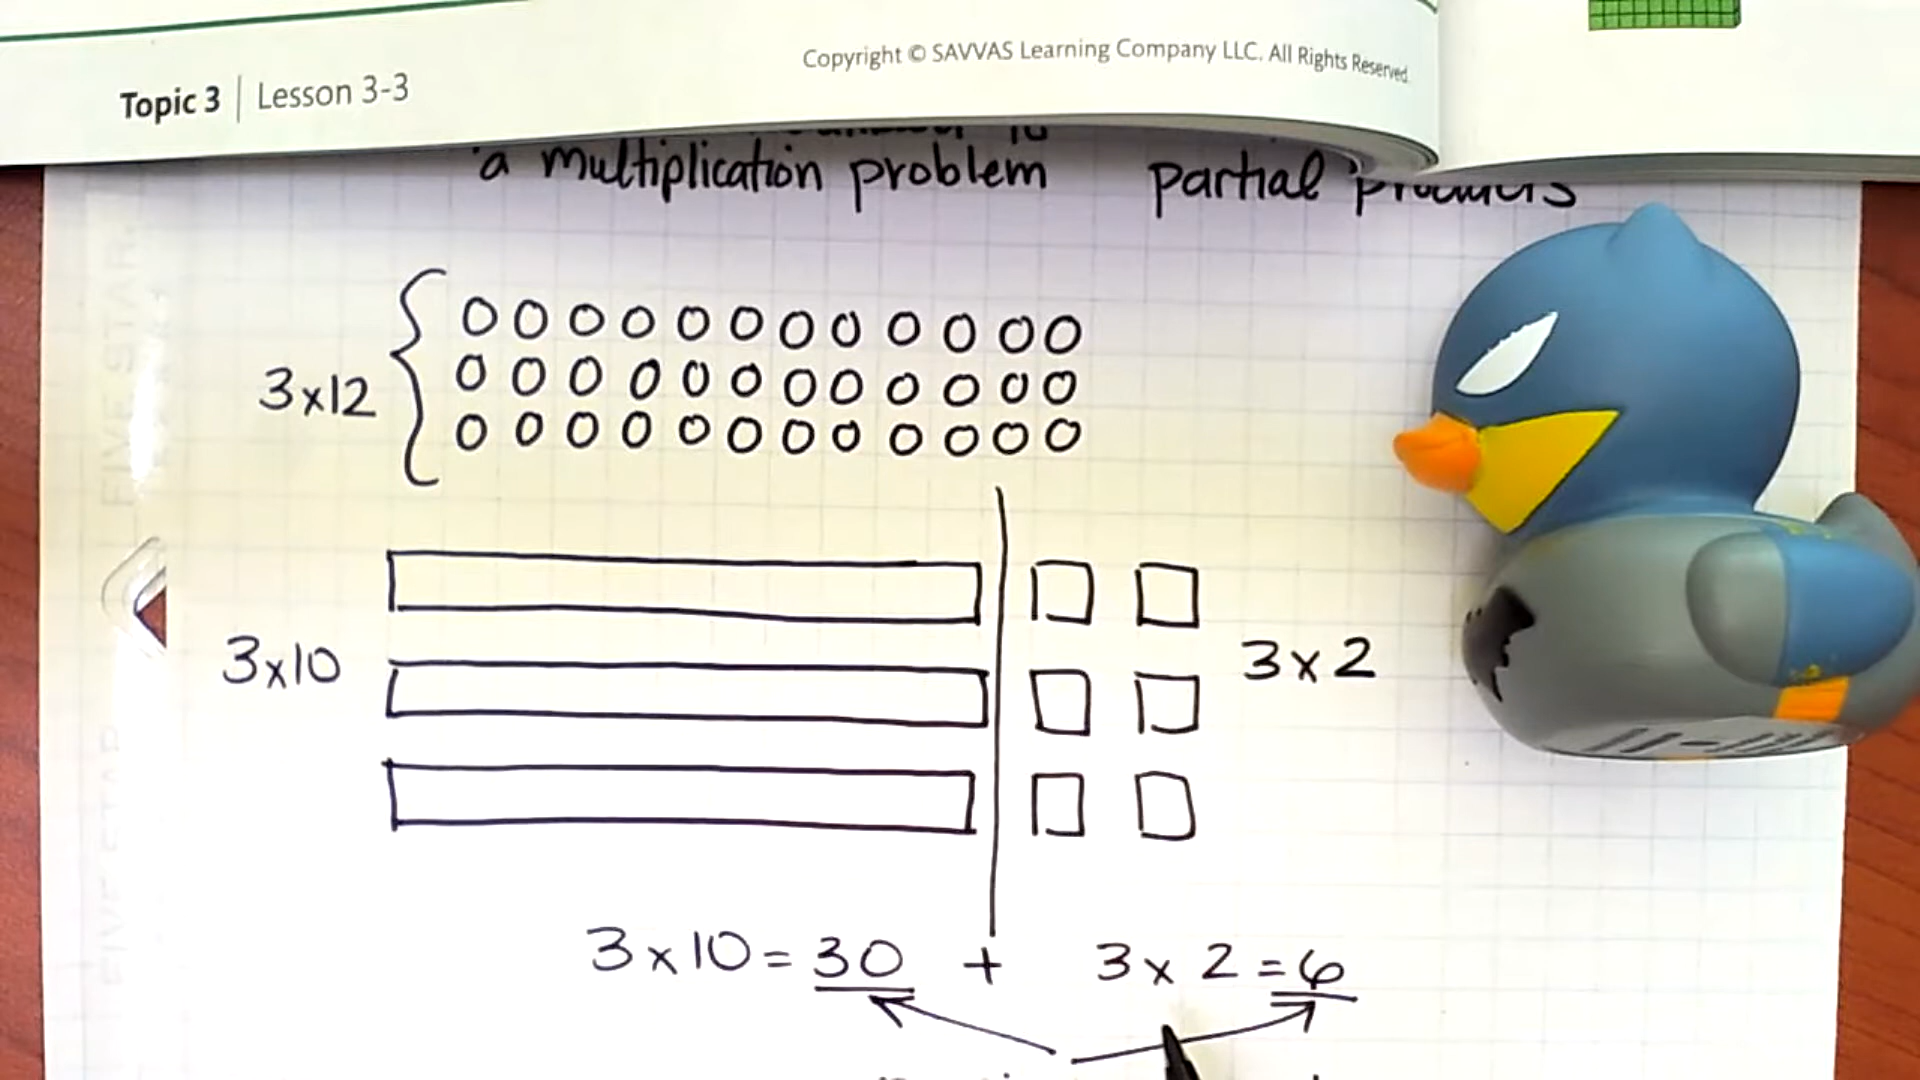 Copyright © SAVVAS Learning Company LLC. All Rights Reserved.
Topic 3 | Lesson 3-3
a multiplication problem partial products
3x12
3x10
3x2
3x10=30 + 3x2=6